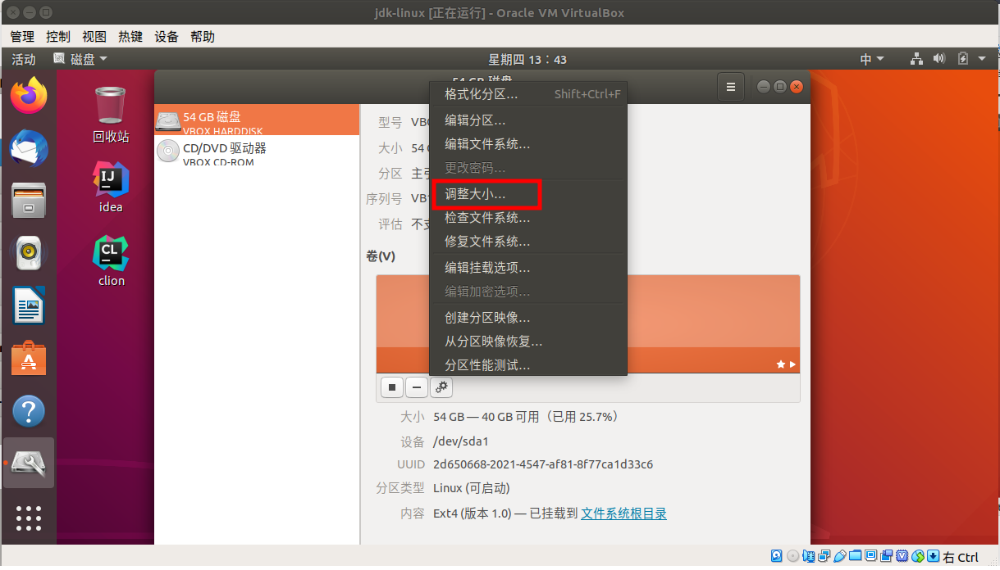 jdk-linux [正在运行] - Oracle VM VirtualBox
管理 控制 视图 热键 设备 帮助
活动 磁盘 星期四 13：43 中
54 GB 磁盘
54 GB 磁盘
VBOX HARDDISK
CD/DVD 驱动器
VBOX CD-ROM
回收站
IJ
idea
CL
clion
型号 VBO
大小 54
分区 主引
序列号 VB
评估 不支
卷(V)
格式化分区... Shift+Ctrl+F
编辑分区...
编辑文件系统...
更改密码...
调整大小...
检查文件系统...
修复文件系统...
编辑挂载选项...
编辑加密选项...
创建分区映像...
从分区映像恢复...
分区性能测试...
大小 54 GB — 40 GB 可用（已用 25.7%）
设备 /dev/sda1
UUID 2d650668-2021-4547-af81-8f77ca1d33c6
分区类型 Linux (可启动)
内容 Ext4 (版本 1.0) — 已挂载到 文件系统根目录
右 Ctrl